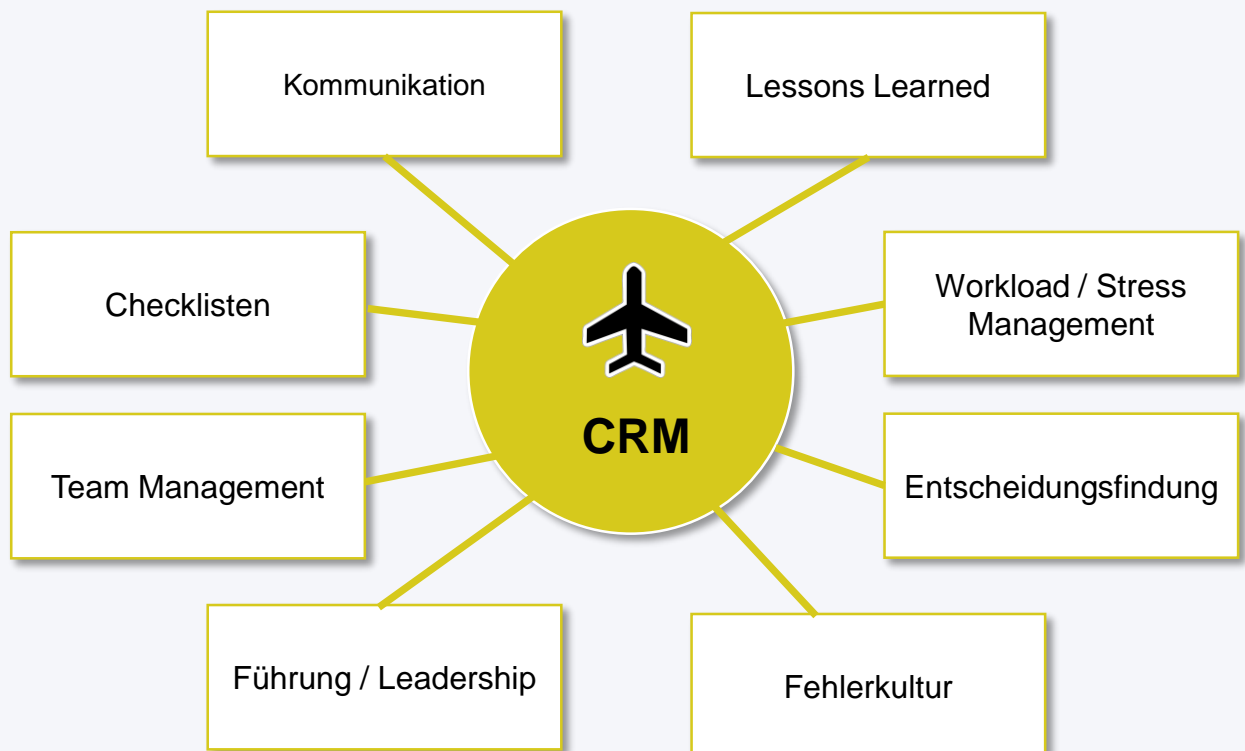 Kommunikation
Lessons Learned
Checklisten
Workload / Stress
Management
CRM
Team Management
Entscheidungsfindung
Führung / Leadership
Fehlerkultur